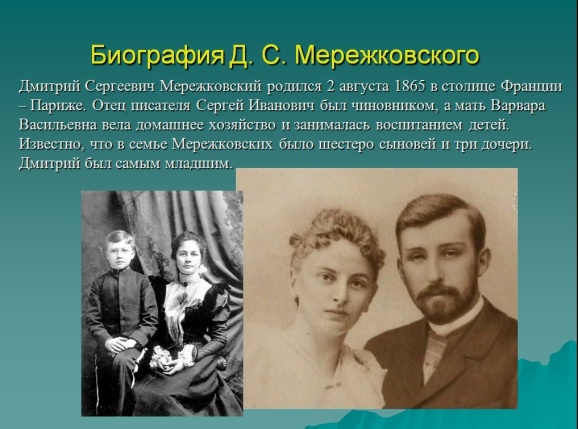 Биография Д. С. Мережковского
Дмитрий Сергеевич Мережковский родился 2 августа 1865 в столице Франции
– Париже. Отец писателя Сергей Иванович был чиновником, а мать Варвара
Васильевна вела домашнее хозяйство и занималась воспитанием детей.
Известно, что в семье Мережковских было шестеро сыновей и три дочери.
Дмитрий был самым младшим.